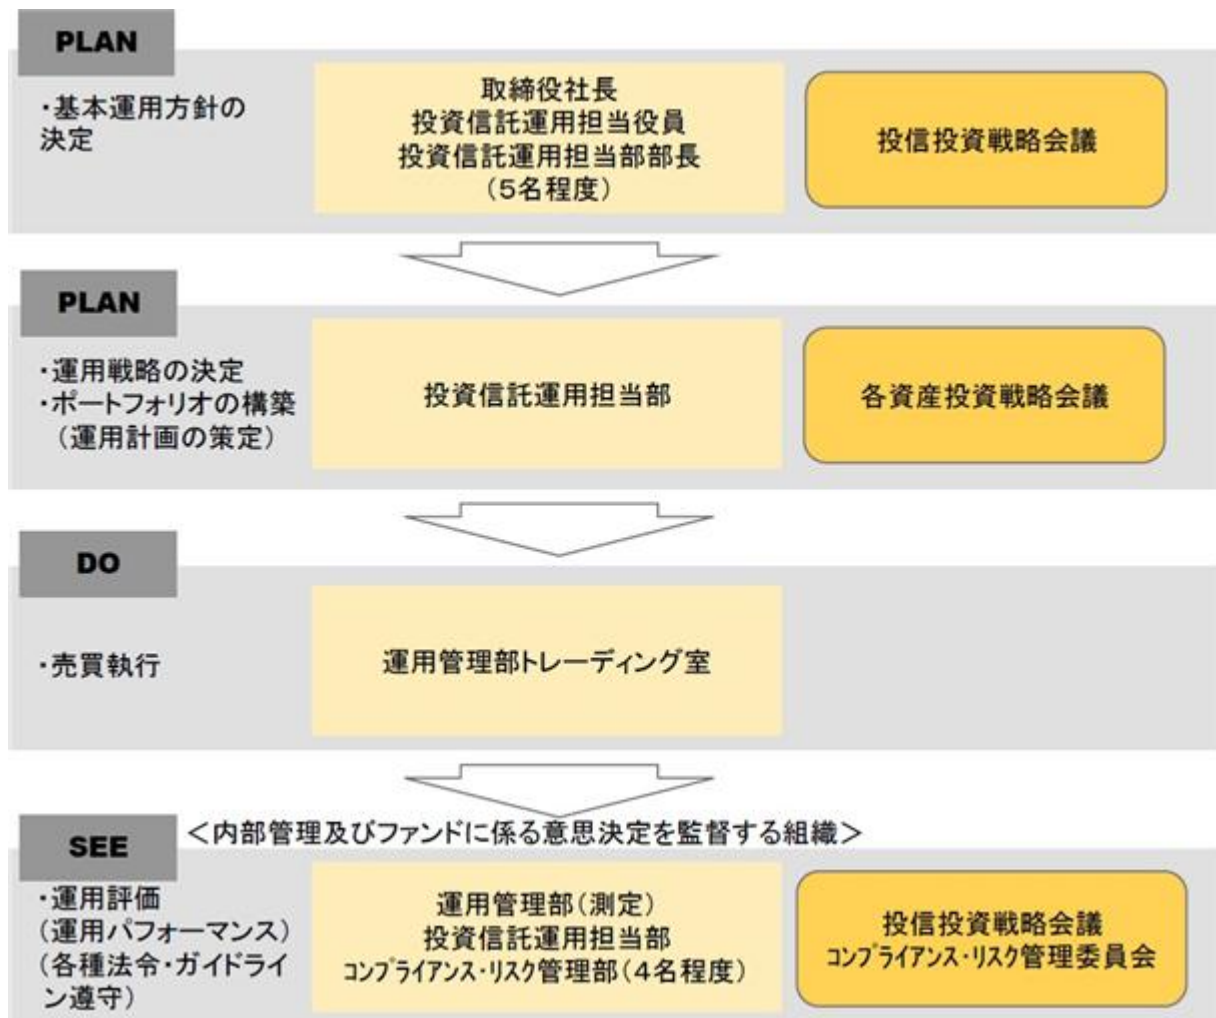 PLAN
・基本運用方針の
決定
取締役社長
投資信託運用担当役員
投資信託運用担当部部長
（５名程度）
投信投資戦略会議
PLAN
・運用戦略の決定
・ポートフォリオの構築
（運用計画の策定）
投資信託運用担当部
各資産投資戦略会議
DO
・売買執行
運用管理部トレーディング室
SEE
＜内部管理及びファンドに係る意思決定を監督する組織＞
・運用評価
（運用パフォーマンス）
（各種法令・ガイドライ
ン遵守）
運用管理部（測定）
投資信託運用担当部
ｺﾝﾌﾟﾗｲｱﾝｽ・ﾘｽｸ管理部（４名程度）
投信投資戦略会議
ｺﾝﾌﾟﾗｲｱﾝｽ・ﾘｽｸ管理委員会